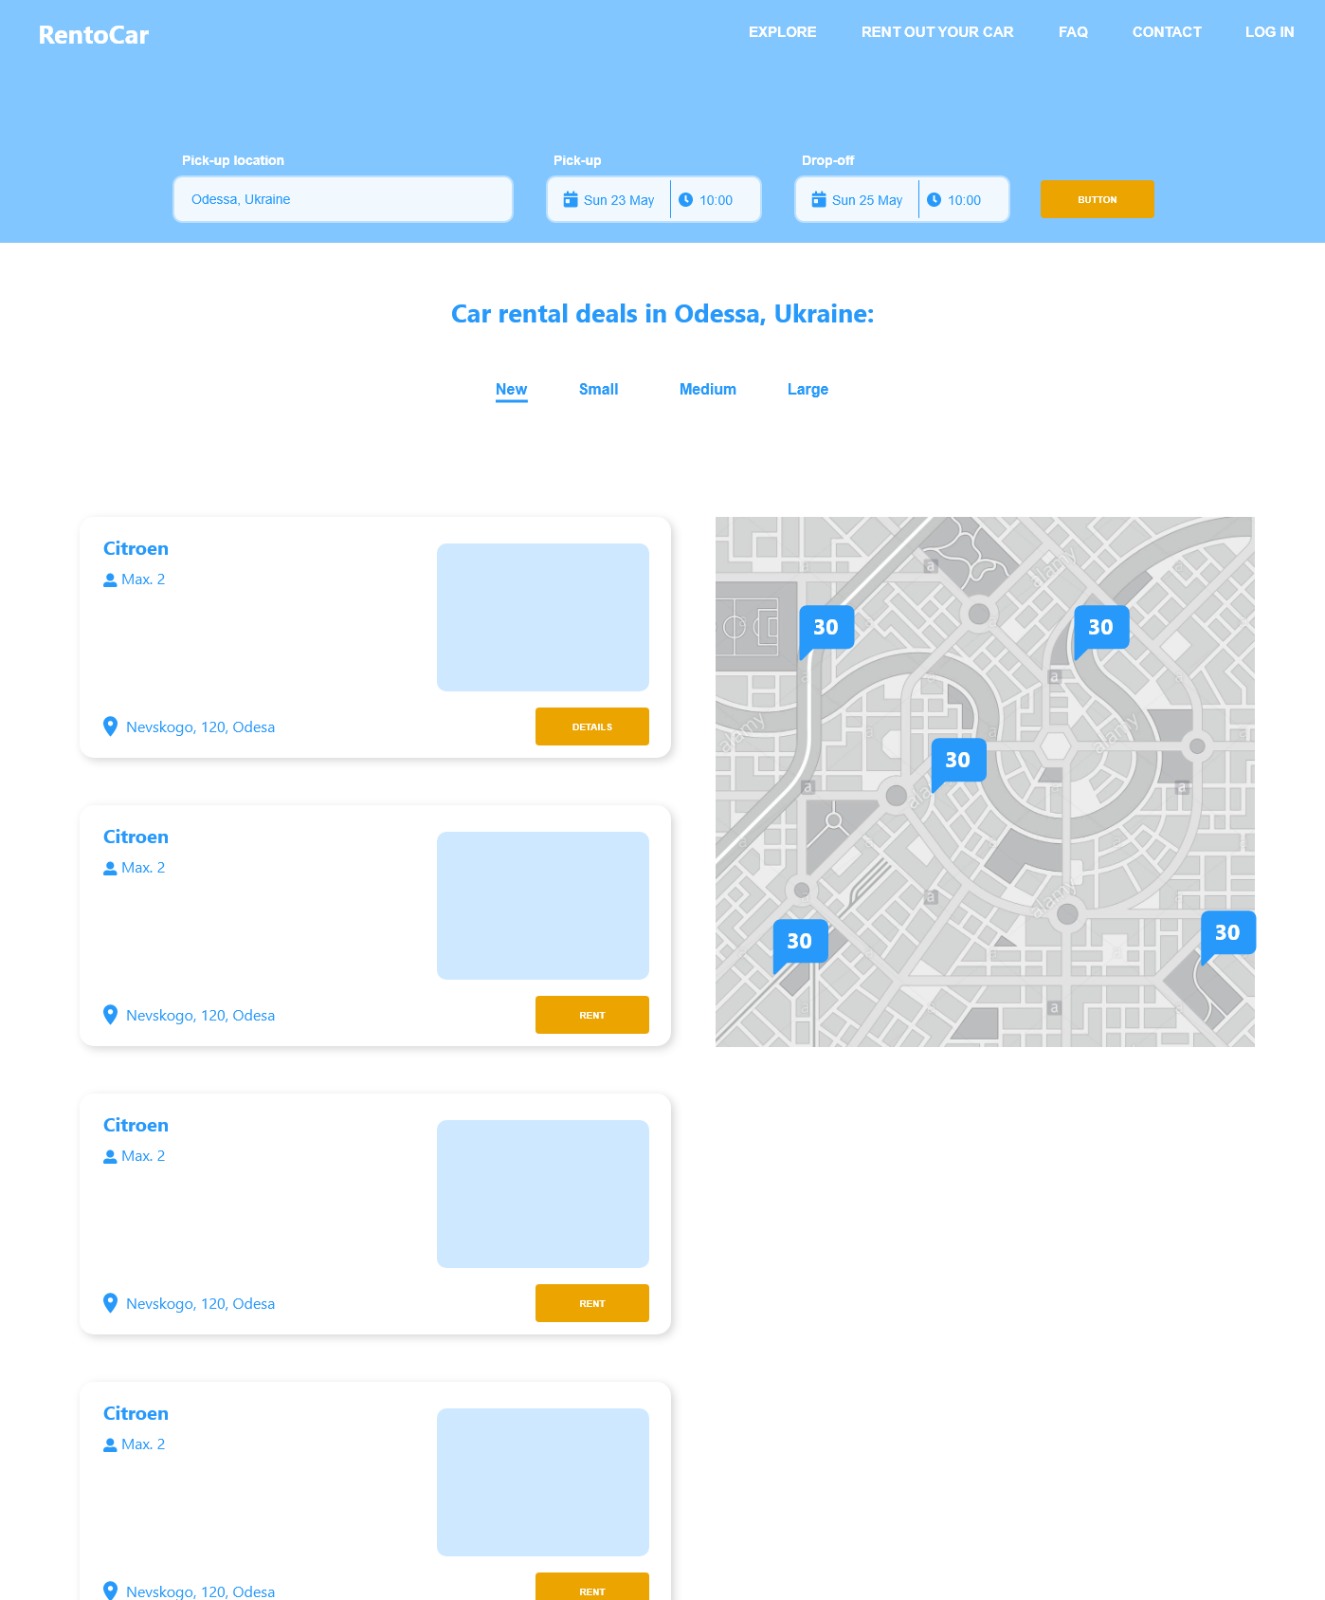 RentoCar
EXPLORE
RENT OUT YOUR CAR
FAQ
CONTACT
LOG IN
Pick-up location
Pick-up
Drop-off
Odessa, Ukraine
Sun 23 May
10:00
Sun 25 May
10:00
BUTTON
Car rental deals in Odessa, Ukraine:
New
Small
Medium
Large
Citroen
Max. 2
Nevskogo, 120, Odesa
DETAILS
Citroen
Max. 2
Nevskogo, 120, Odesa
RENT
Citroen
Max. 2
Nevskogo, 120, Odesa
RENT
Citroen
Max. 2
Nevskogo, 120, Odesa
RENT
a
alamy
30
30
a
a
alamy
alamy
30
a
a
alamy
a
alamy
30
30
a
a